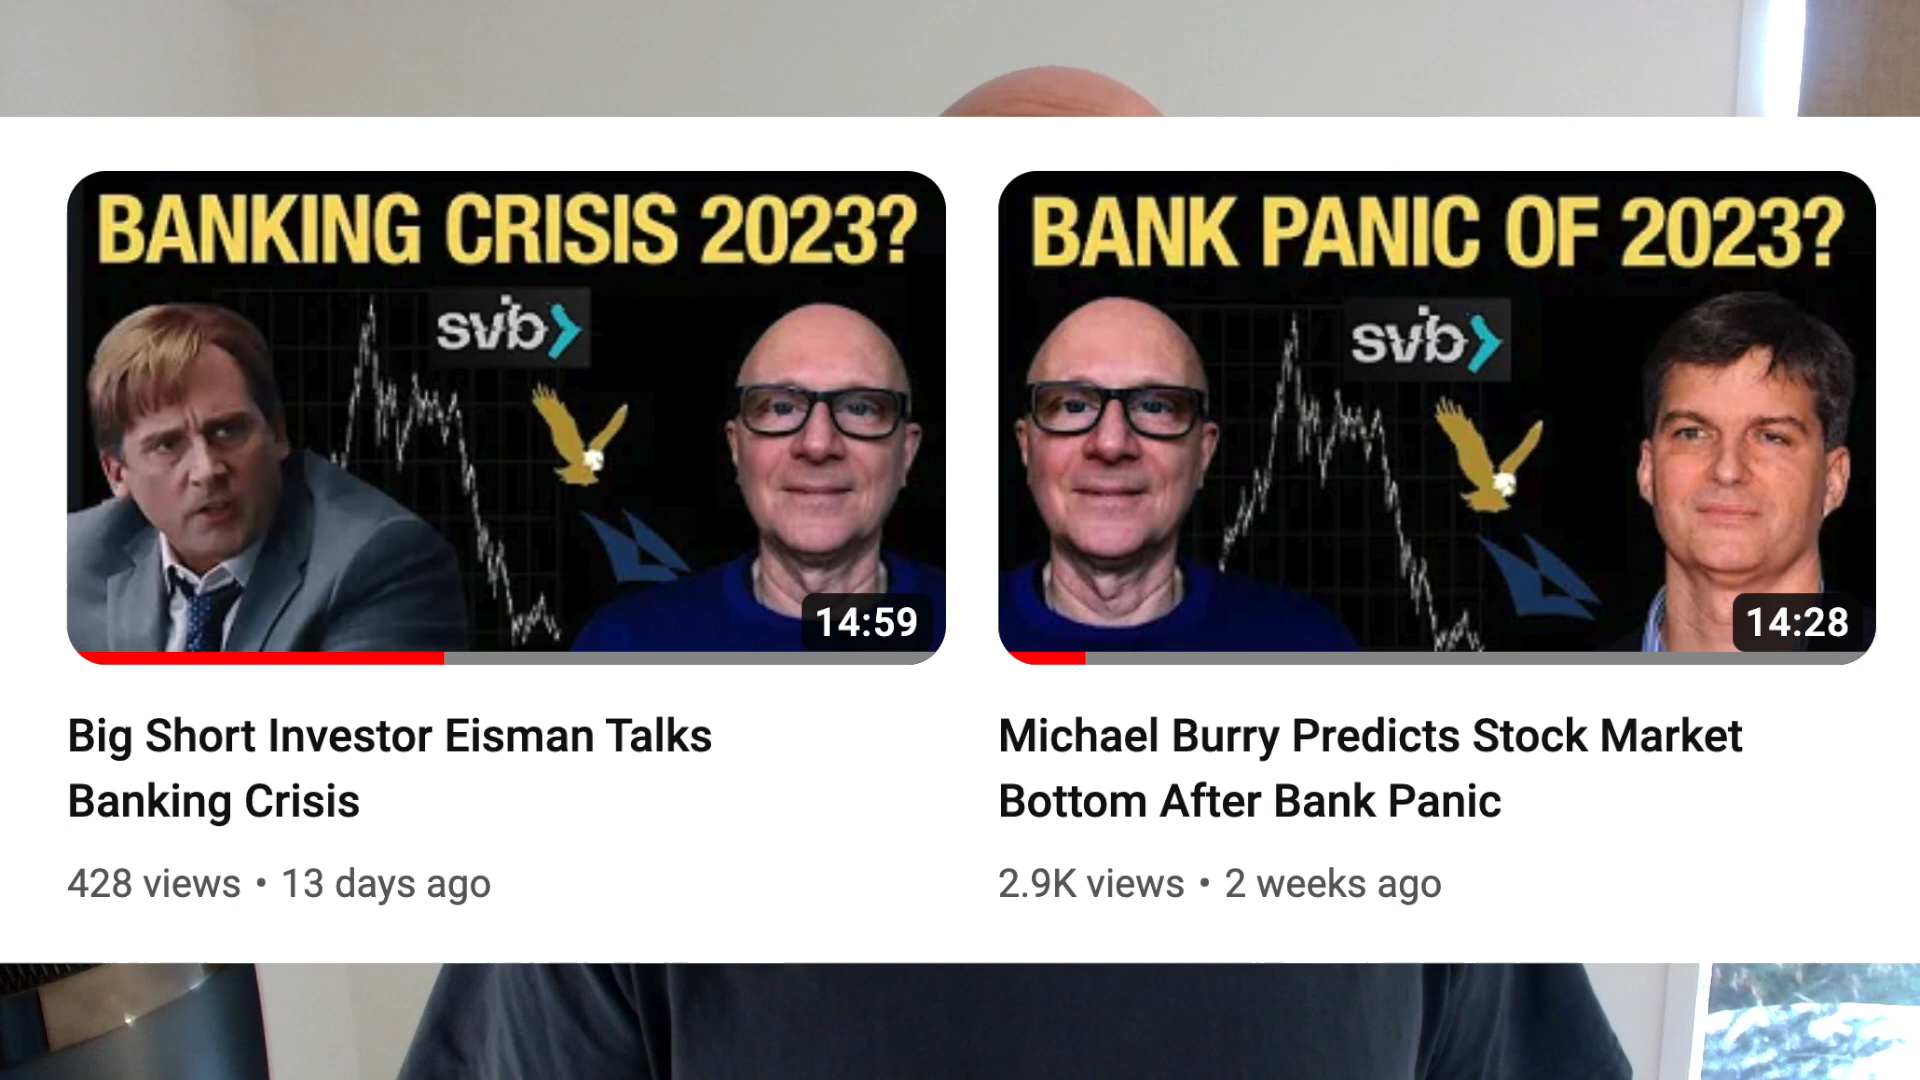 BANKING CRISIS 2023?
svb
14:59
Big Short Investor Eisman Talks
Banking Crisis
428 views • 13 days ago
BANK PANIC OF 2023?
svb
14:28
Michael Burry Predicts Stock Market
Bottom After Bank Panic
2.9K views • 2 weeks ago